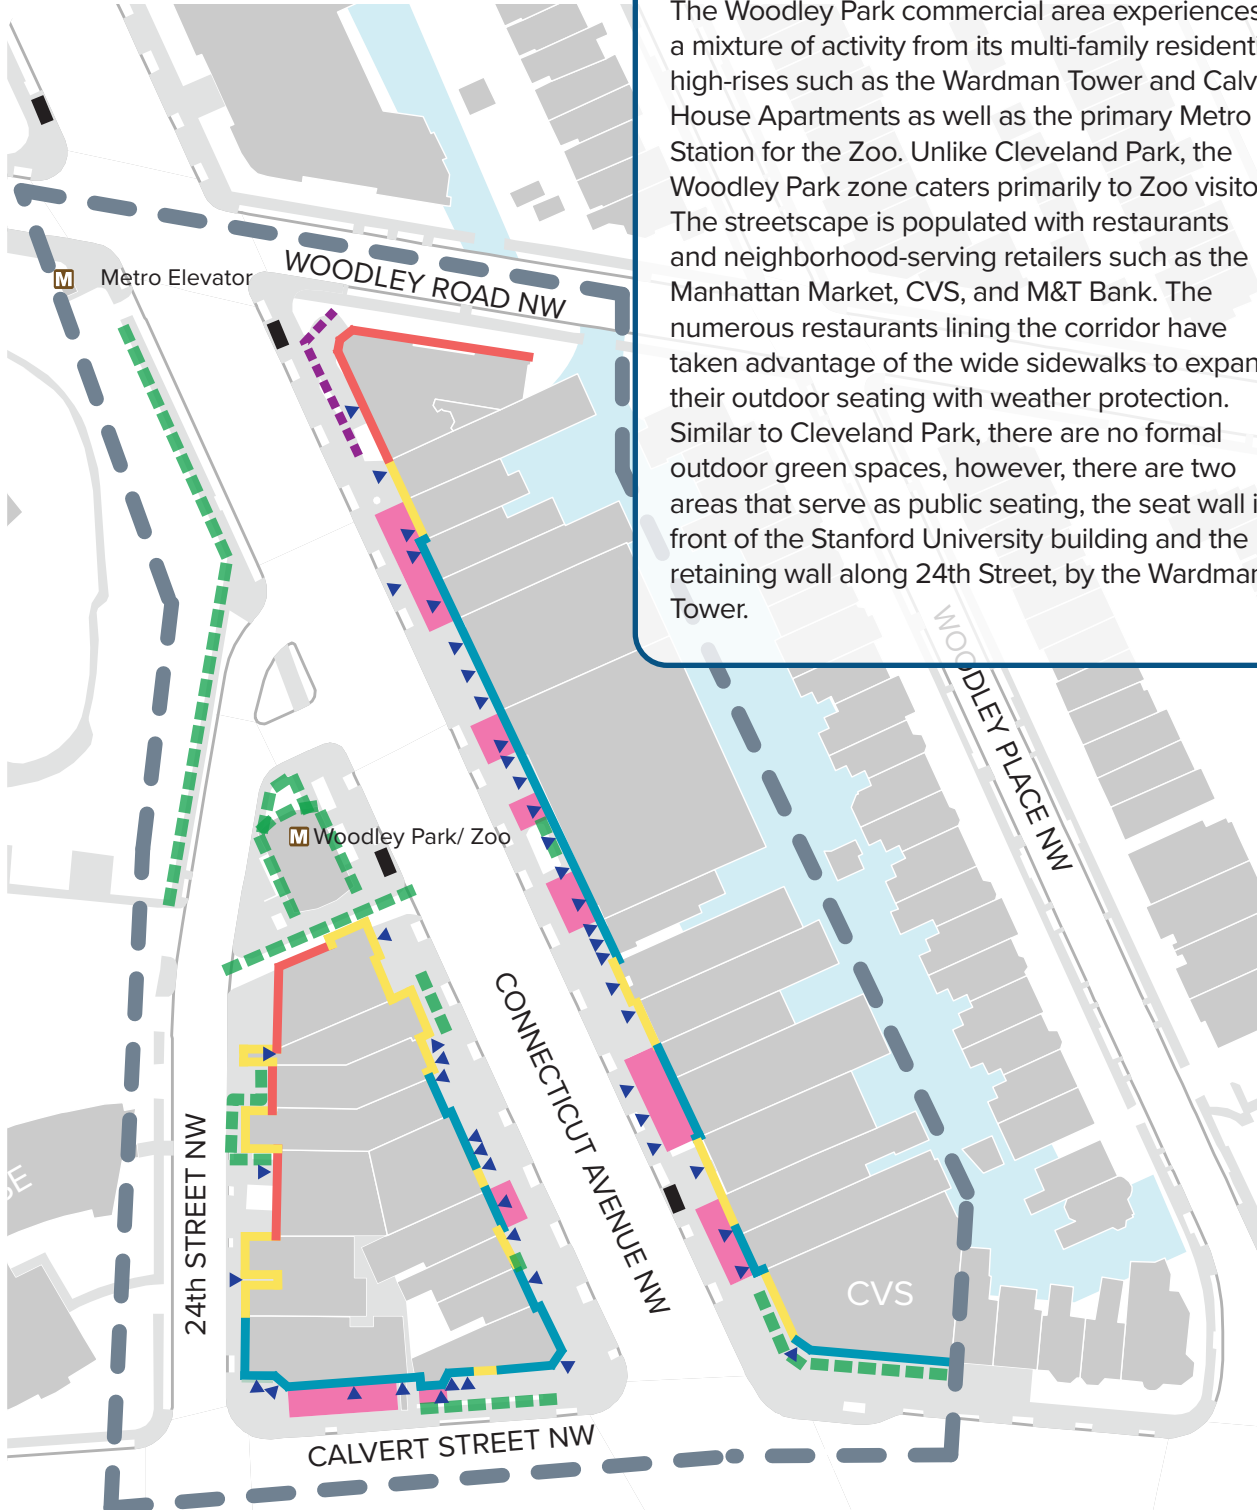 The Woodley Park commercial area experiences
a mixture of activity from its multi-family residenti
high-rises such as the Wardman Tower and Calv
House Apartments as well as the primary Metro
Station for the Zoo. Unlike Cleveland Park, the
Woodley Park zone caters primarily to Zoo visito
The streetscape is populated with restaurants
and neighborhood-serving retailers such as the
Manhattan Market, CVS, and M&T Bank. The
numerous restaurants lining the corridor have
taken advantage of the wide sidewalks to expan
their outdoor seating with weather protection.
Similar to Cleveland Park, there are no formal
outdoor green spaces, however, there are two
areas that serve as public seating, the seat wall i
front of the Stanford University building and the
retaining wall along 24th Street, by the Wardman
Tower.
M Metro Elevator
WOODLEY ROAD NW
WOODLEY PLACE NW
M Woodley Park/ Zoo
CONNECTICUT AVENUE NW
24th STREET NW
SE
CVS
CALVERT STREET NW